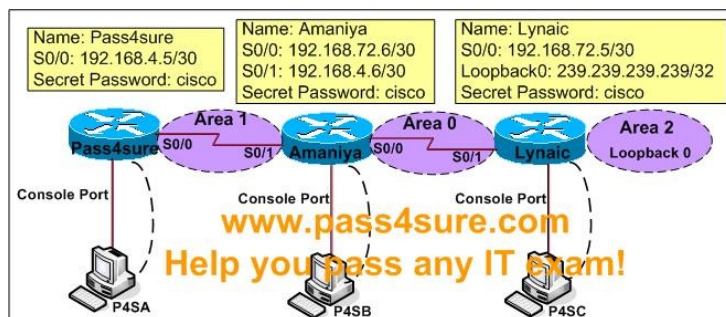 Name: Pass4sure
S0/0: 192.168.4.5/30
Secret Password: cisco
Name: Amaniya
S0/0: 192.168.72.6/30
S0/1: 192.168.4.6/30
Secret Password: cisco
Name: Lynaic
S0/0: 192.168.72.5/30
Loopback0: 239.239.239.239/32
Secret Password: cisco
Area 1
Area 0
Area 2
Loopback 0
Pass4sure
S0/0
S0/1
Amaniya
S0/0
S0/1
Lynaic
Console Port
Console Port
Console Port
www.pass4sure.com
Help you pass any IT exam!
P4SA
P4SB
P4SC